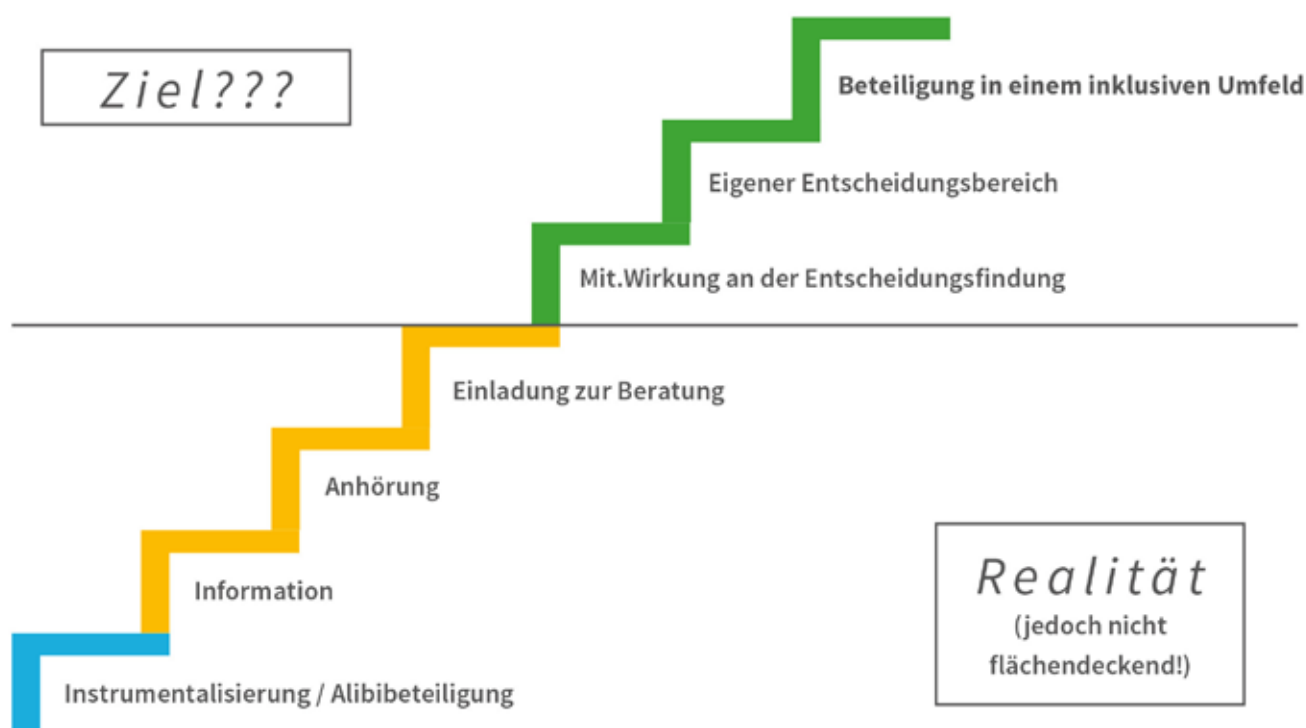 Ziel???
Beteiligung in einem inklusiven Umfeld
Eigener Entscheidungsbereich
Mit.Wirkung an der Entscheidungsfindung
Einladung zur Beratung
Anhörung
Information
Instrumentalisierung / Alibibeteiligung
Realität
(jedoch nicht
flächendeckend!)